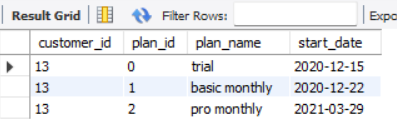 Result Grid Filter Rows: Expo
customer_id plan_id plan_name start_date
13 0 trial 2020-12-15
13 1 basic monthly 2020-12-22
13 2 pro monthly 2021-03-29